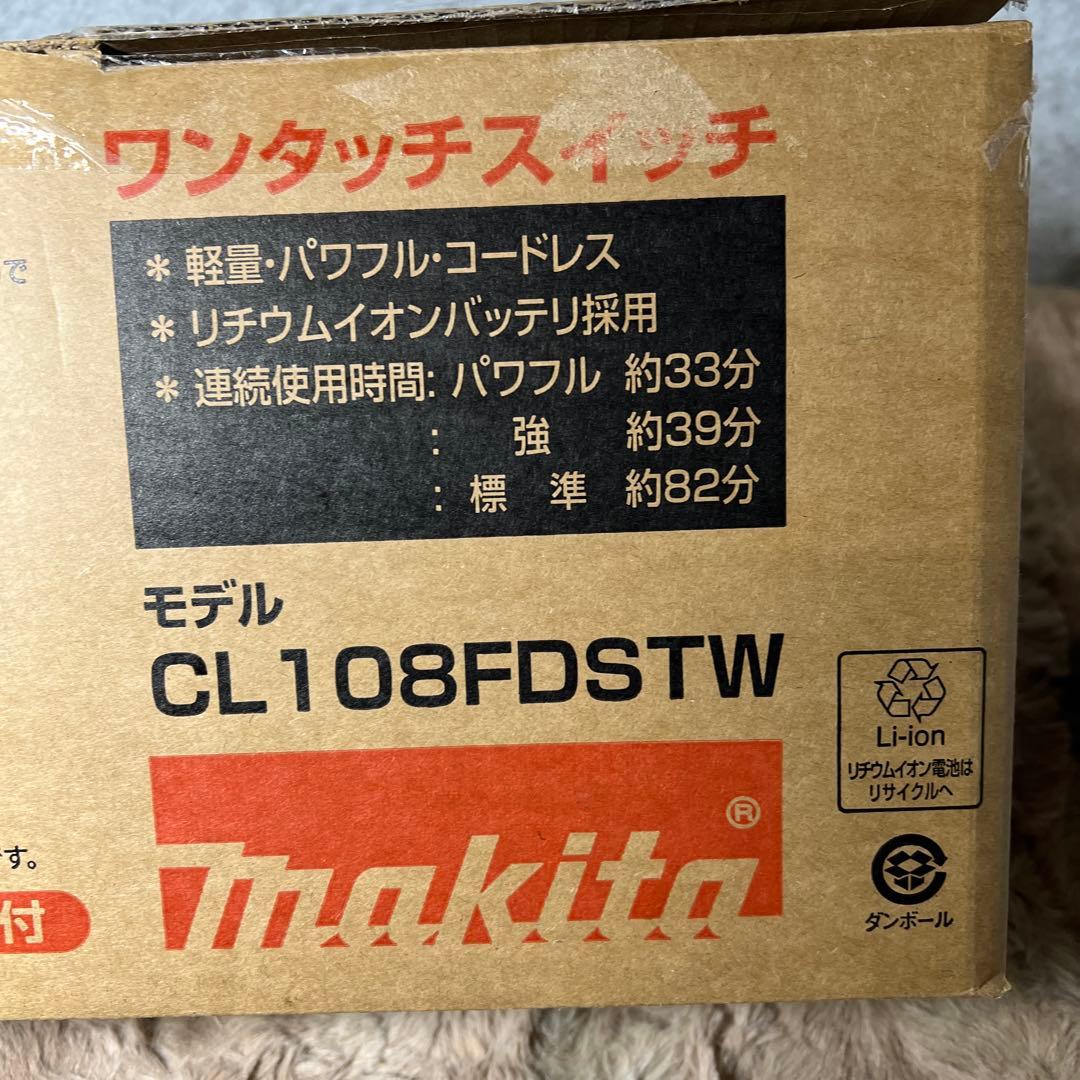 ワンタッチスイッチ
で
＊軽量・パワフル・コードレス
＊リチウムイオンバッテリ採用
＊連続使用時間: パワフル 約33分
: 強 約39分
: 標 準 約82分
モデル
CL108FDSTW
Li-ion
リチウムイオン電池は
リサイクルへ
makita®
す。
付
ダンボール